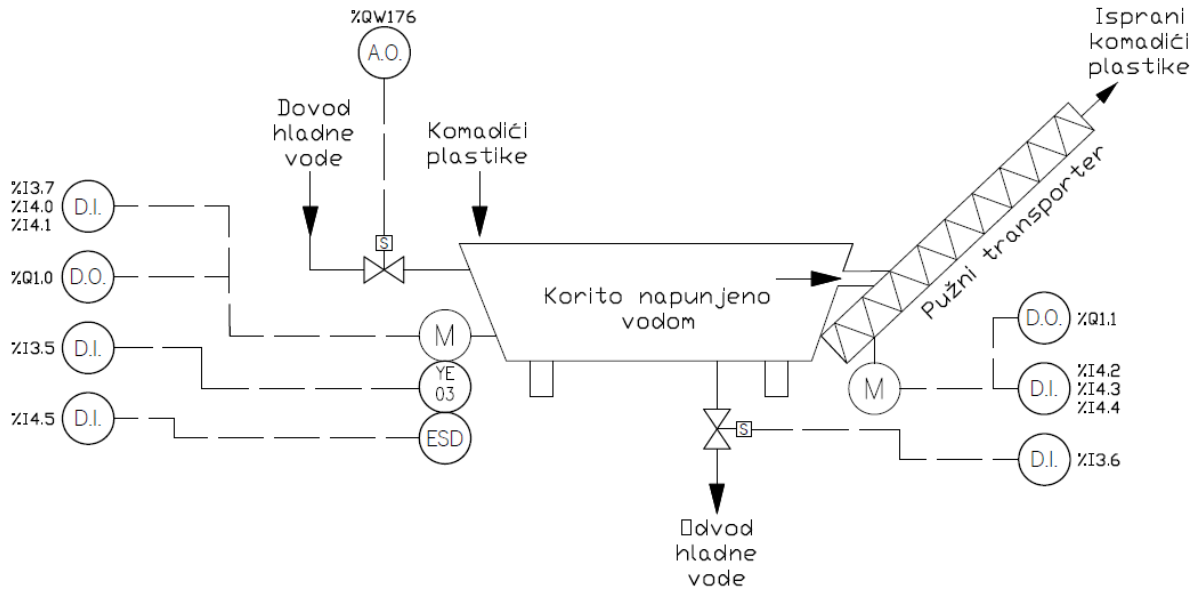 %QW176
A.O.
Isprani
komadići
plastike
Dovod
hladne
vode
Komadići
plastike
%I3.7
%I4.0
%I4.1
D.I.
S
%Q1.0
D.O.
Korito napunjeno
vodom
Pužni transporter
M
D.O.
%Q1.1
%I3.5
D.I.
YE
03
M
D.I.
%I4.2
%I4.3
%I4.4
%I4.5
D.I.
ESD
S
D.I.
%I3.6
▯dvod
hladne
vode